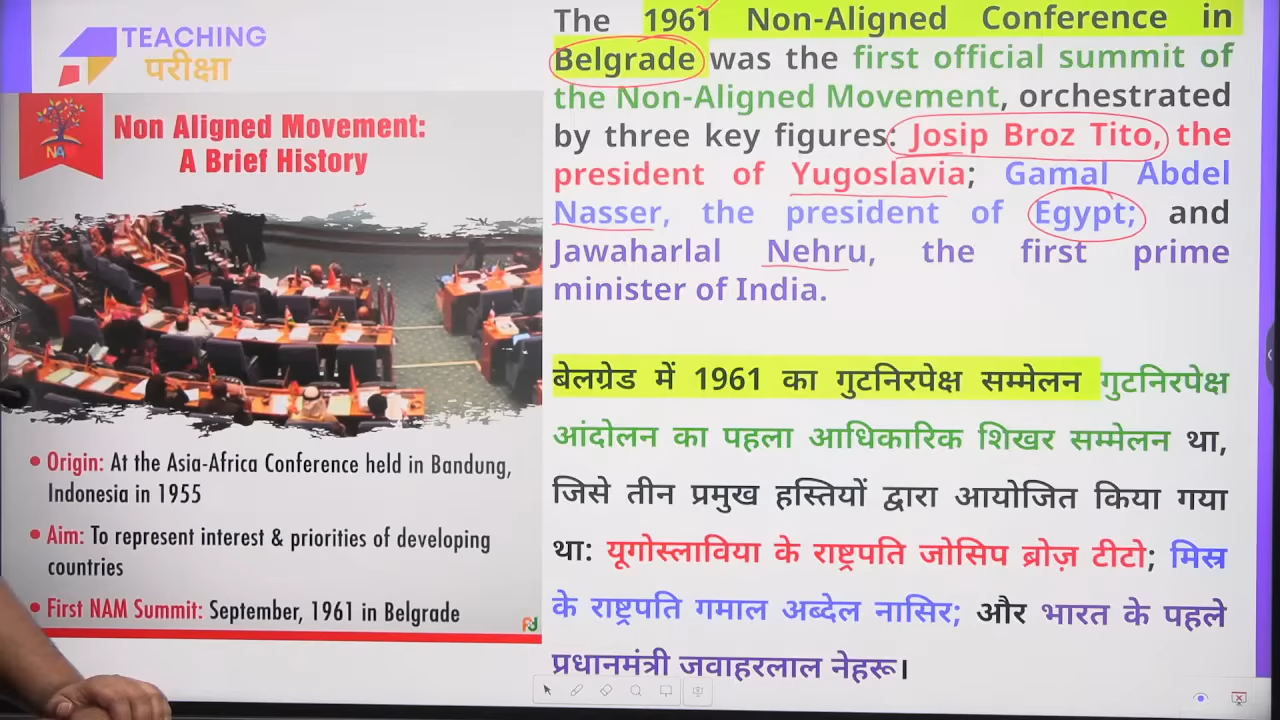 TEACHING
परीक्षा
NA
Non Aligned Movement:
A Brief History
• Origin: At the Asia-Africa Conference held in Bandung,
Indonesia in 1955
• Aim: To represent interest & priorities of developing
countries
• First NAM Summit: September, 1961 in Belgrade
The 1961 Non-Aligned Conference in
Belgrade was the first official summit of
the Non-Aligned Movement, orchestrated
by three key figures: Josip Broz Tito, the
president of Yugoslavia; Gamal Abdel
Nasser, the president of Egypt; and
Jawaharlal Nehru, the first prime
minister of India.
बेलग्रेड में 1961 का गुटनिरपेक्ष सम्मेलन गुटनिरपेक्ष
आंदोलन का पहला आधिकारिक शिखर सम्मेलन था,
जिसे तीन प्रमुख हस्तियों द्वारा आयोजित किया गया
था: यूगोस्लाविया के राष्ट्रपति जोसिप ब्रोज़ टीटो; मिस्र
के राष्ट्रपति गमाल अब्देल नासिर; और भारत के पहले
प्रधानमंत्री जवाहरलाल नेहरू।